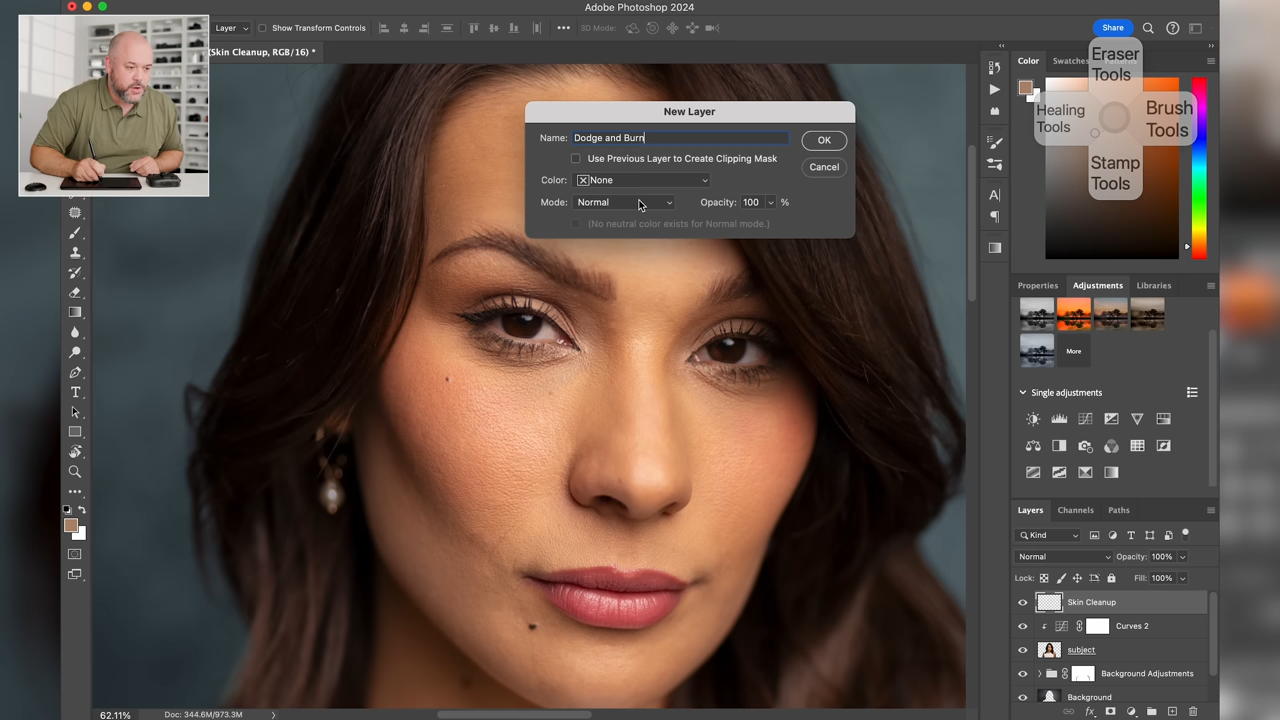 Adobe Photoshop 2024
Layer
Show Transform Controls
3D Mode:
Share
(Skin Cleanup, RGB/16) *
Color
Swatches
Eraser
Tools
Healing
Tools
Brush
Tools
Stamp
Tools
New Layer
Name: Dodge and Burn
OK
Use Previous Layer to Create Clipping Mask
Cancel
Color: None
Mode: Normal
Opacity: 100 %
(No neutral color exists for Normal mode.)
Properties
Adjustments
Libraries
More
Single adjustments
Layers
Channels
Paths
Kind
Normal
Opacity: 100%
Lock:
Fill: 100%
Skin Cleanup
Curves 2
subject
Background Adjustments
Background
fx
62.11%
Doc: 344.6M/973.3M